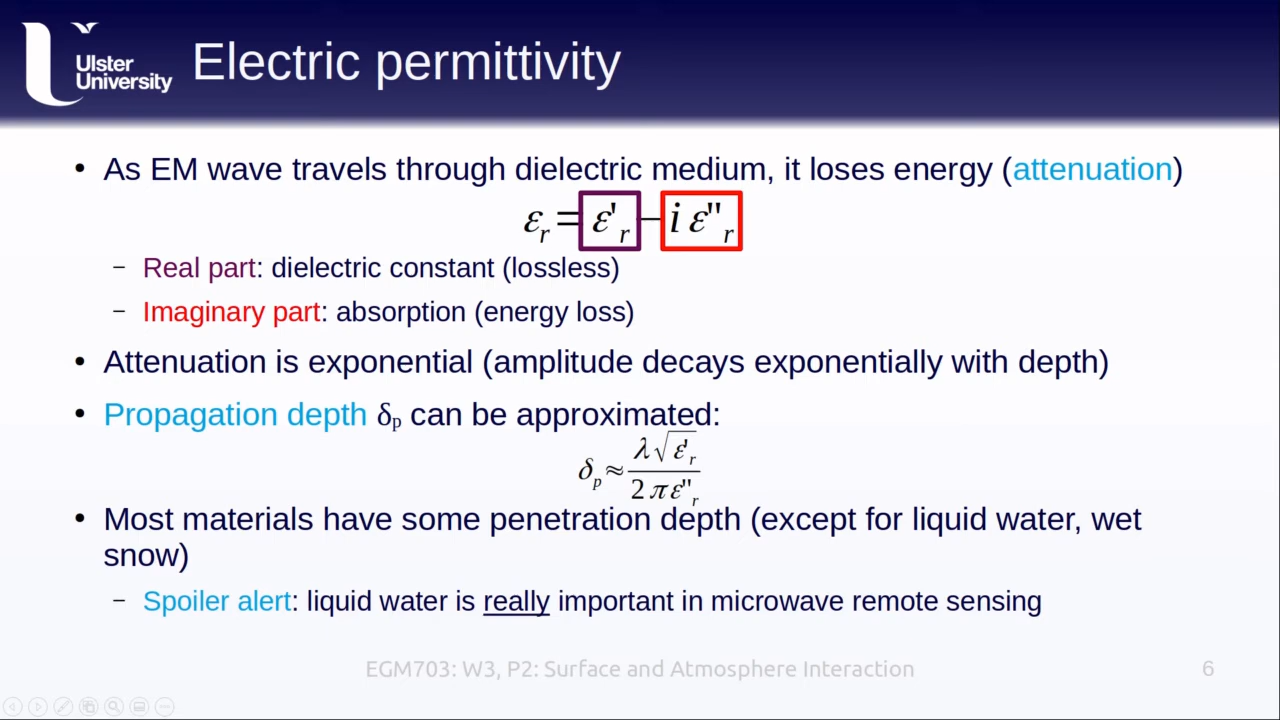 Ulster
University
Electric permittivity
• As EM wave travels through dielectric medium, it loses energy (attenuation)
εr = ε'r − i ε''r
– Real part: dielectric constant (lossless)
– Imaginary part: absorption (energy loss)
• Attenuation is exponential (amplitude decays exponentially with depth)
• Propagation depth δp can be approximated:
δp ≈ λ√ε'r / 2πε''r
• Most materials have some penetration depth (except for liquid water, wet
snow)
– Spoiler alert: liquid water is really important in microwave remote sensing
EGM703: W3, P2: Surface and Atmosphere Interaction
6